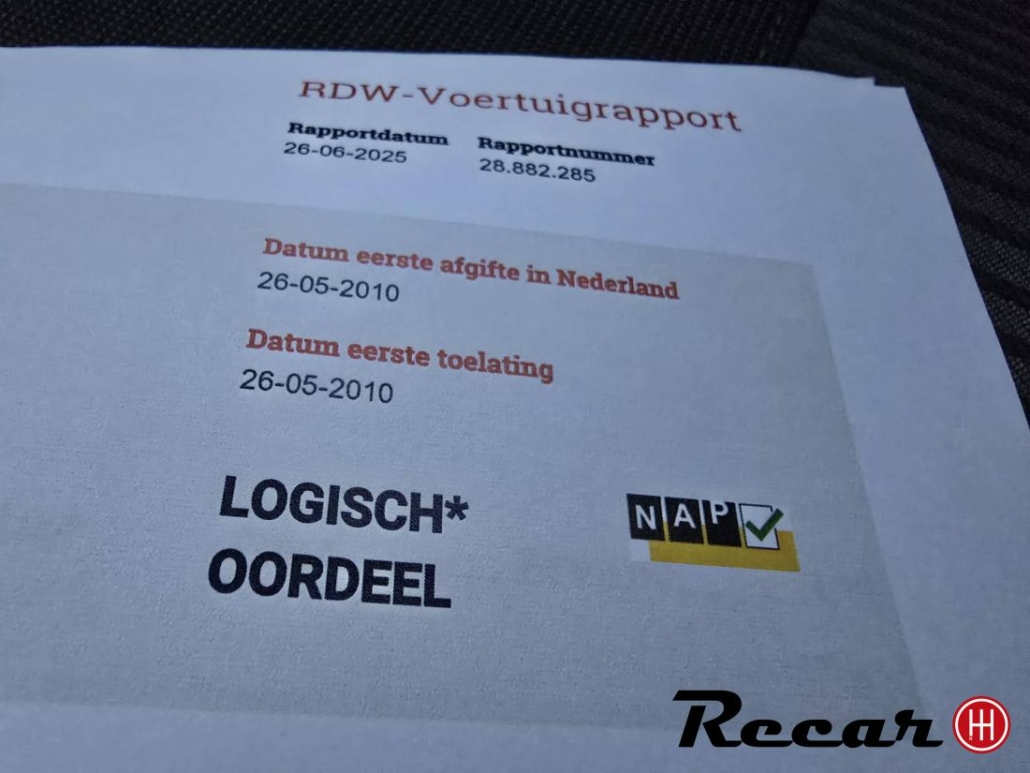 RDW-Voertuigrapport
Rapportdatum Rapportnummer
26-06-2025 28.882.285
Datum eerste afgifte in Nederland
26-05-2010
Datum eerste toelating
26-05-2010
LOGISCH*
OORDEEL
NAP
Recar H